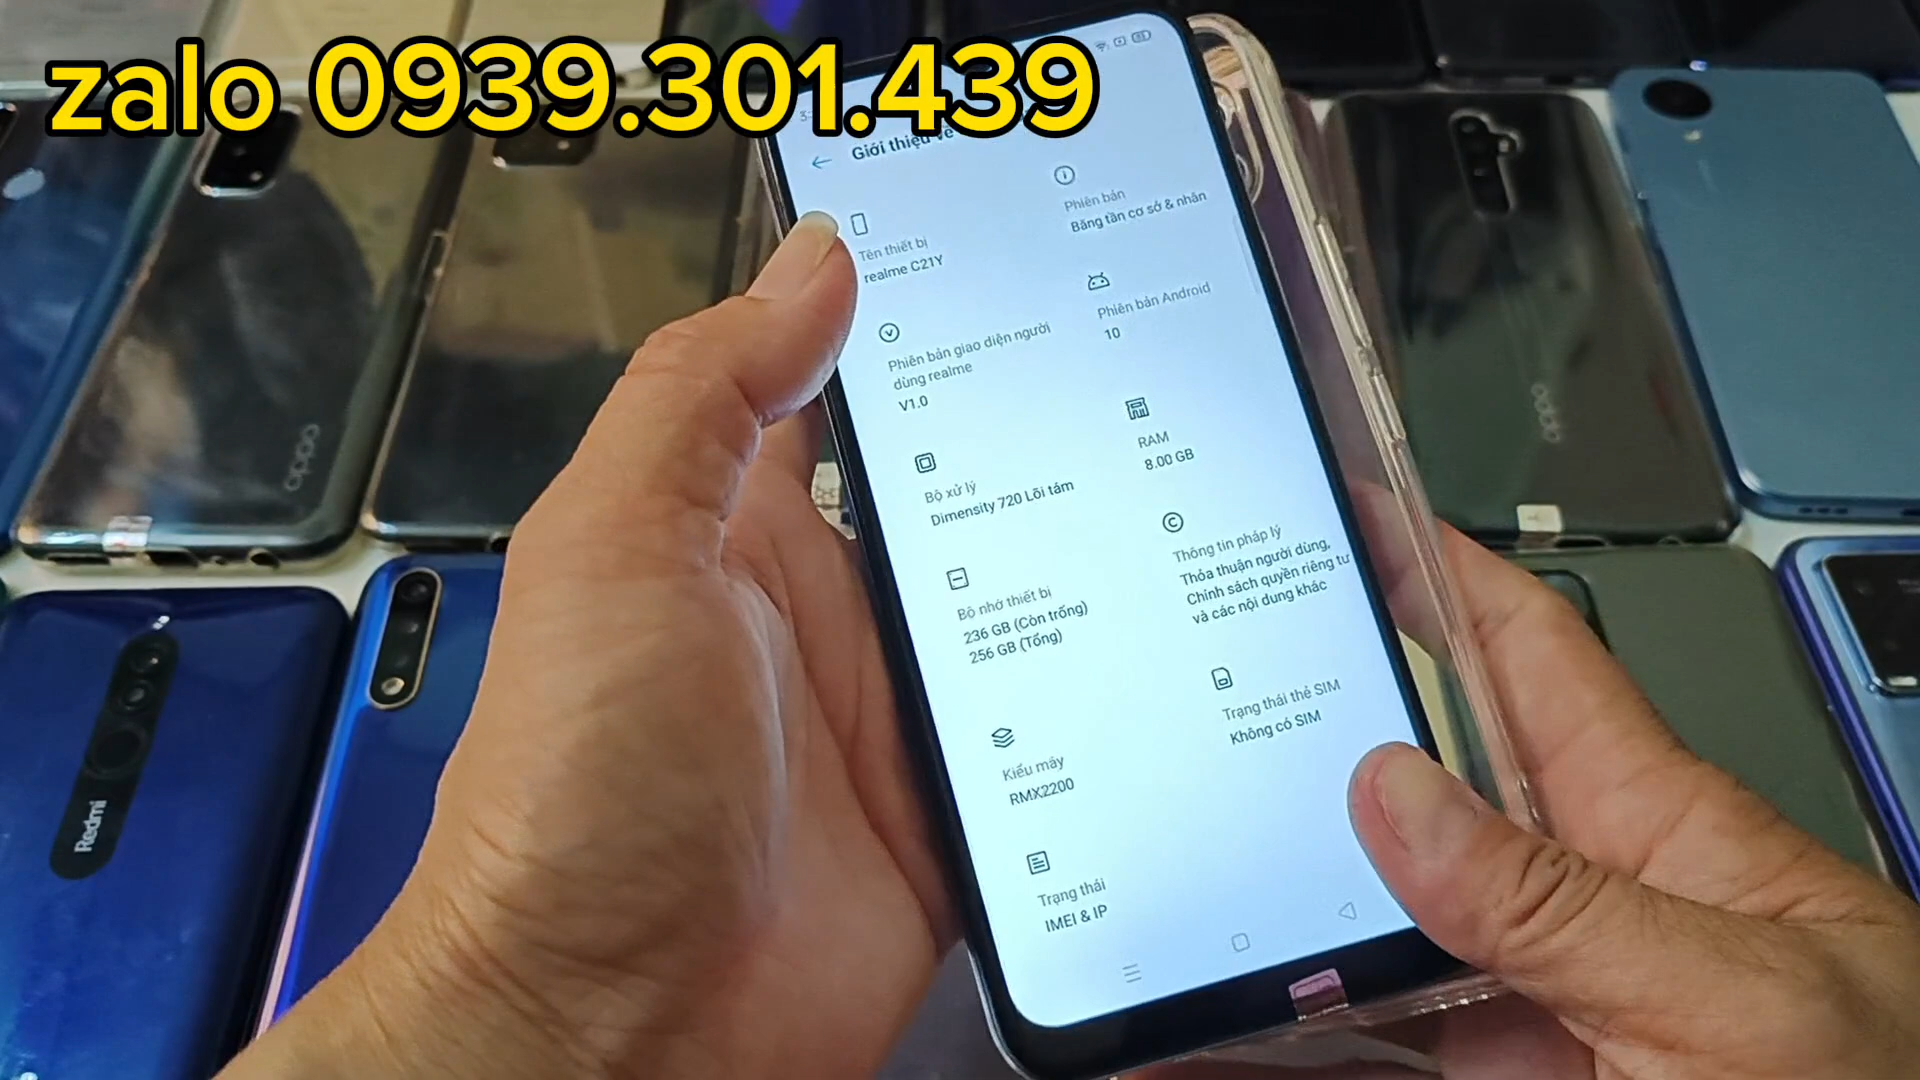 zalo 0939.301.439
Giới thiệu về
Tên thiết bị
realme C21Y
Phiên bản
Băng tần cơ sở & nhân
Phiên bản giao diện người
dùng realme
V1.0
Phiên bản Android
10
Bộ xử lý
Dimensity 720 Lõi tám
RAM
8.00 GB
Bộ nhớ thiết bị
236 GB (Còn trống)
256 GB (Tổng)
Thông tin pháp lý
Thỏa thuận người dùng,
Chính sách quyền riêng tư
và các nội dung khác
Kiểu máy
RMX2200
Trạng thái thẻ SIM
Không có SIM
Trạng thái
IMEI & IP
oppo
oppo
Redmi